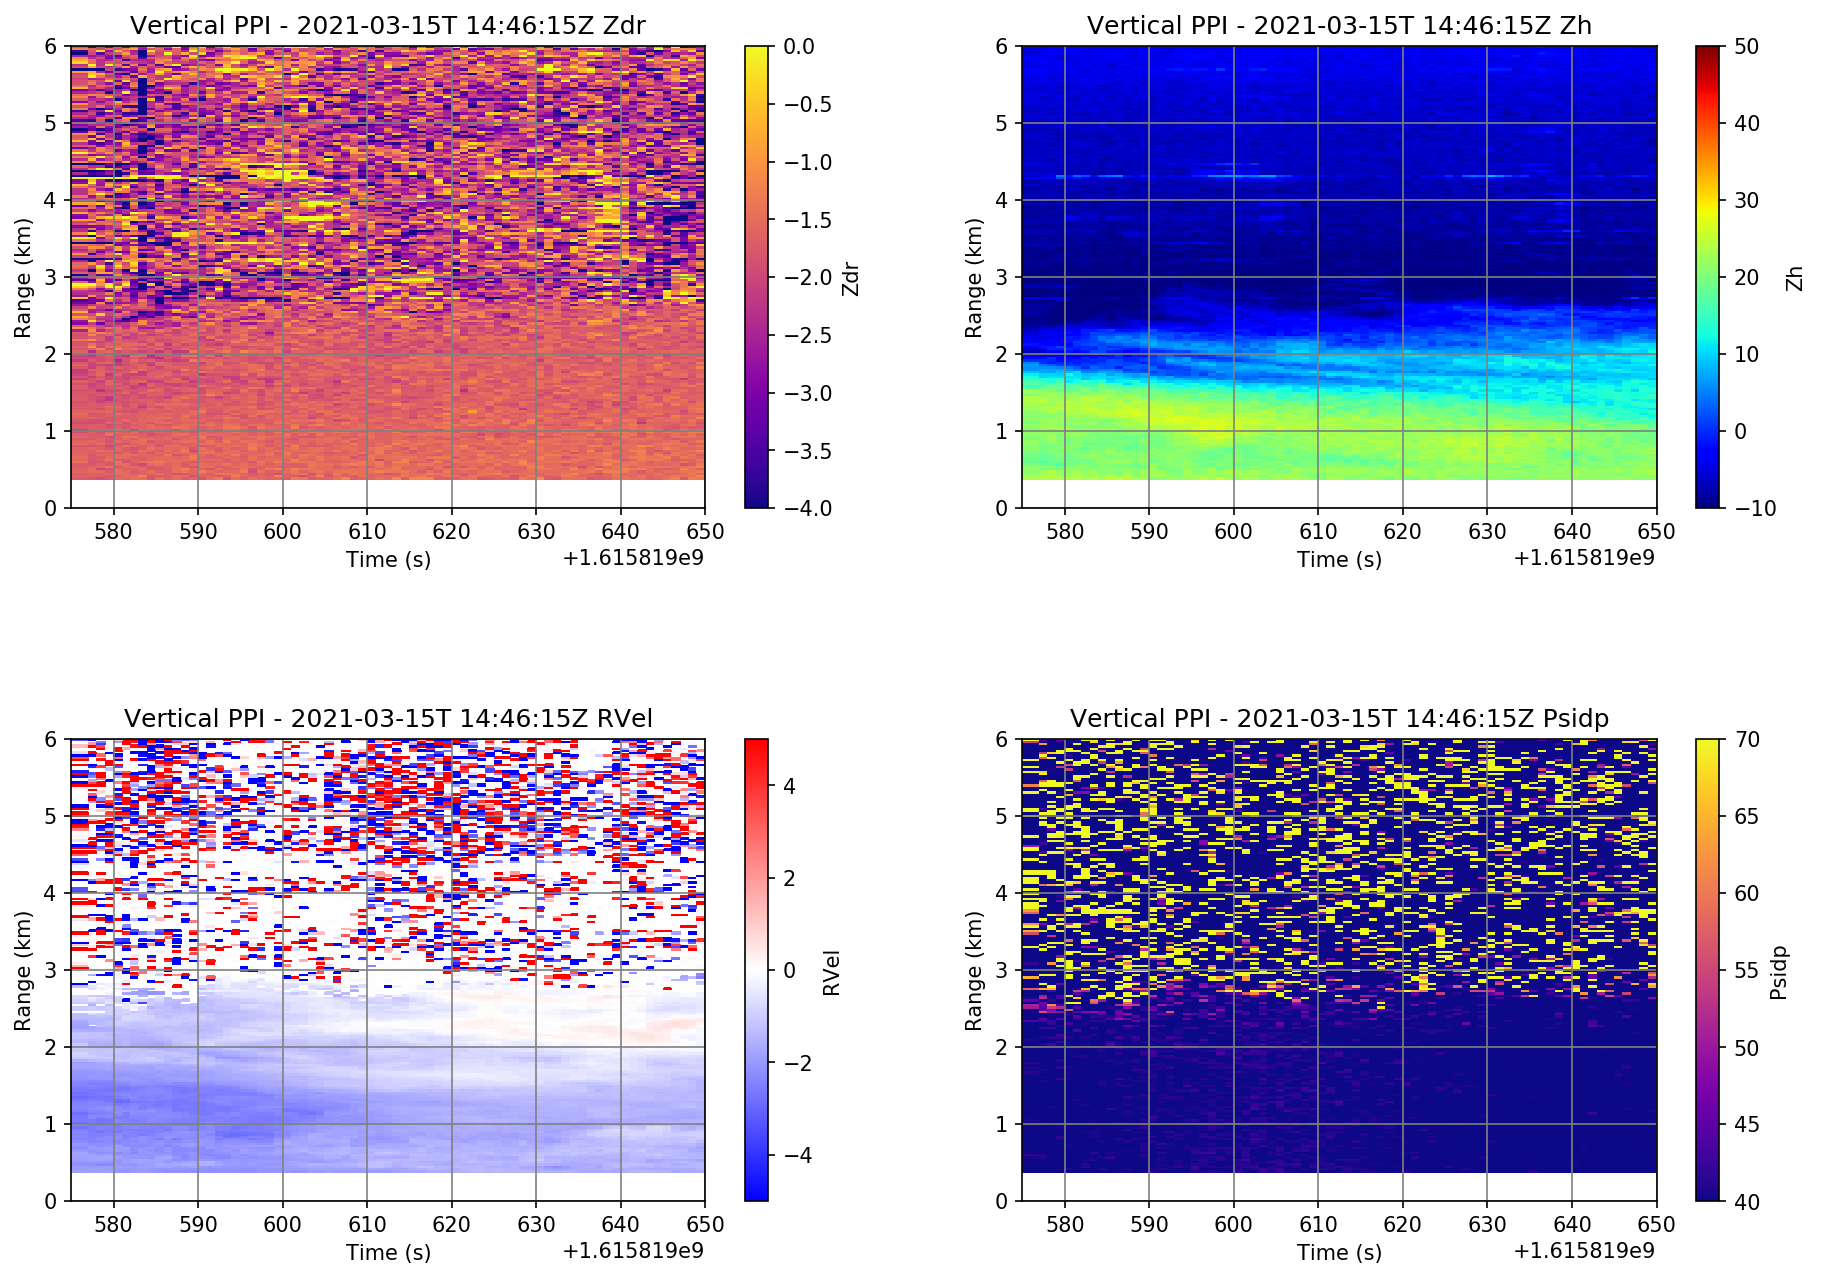 Vertical PPI - 2021-03-15T 14:46:15Z Zdr
6
5
4
3
2
1
0
Range (km)
580 590 600 610 620 630 640 650
Time (s)
+1.615819e9
0.0
−0.5
−1.0
−1.5
−2.0
−2.5
−3.0
−3.5
−4.0
Zdr
Vertical PPI - 2021-03-15T 14:46:15Z Zh
6
5
4
3
2
1
0
Range (km)
580 590 600 610 620 630 640 650
Time (s)
+1.615819e9
50
40
30
20
10
0
−10
Zh
Vertical PPI - 2021-03-15T 14:46:15Z RVel
6
5
4
3
2
1
0
Range (km)
580 590 600 610 620 630 640 650
Time (s)
+1.615819e9
4
2
0
−2
−4
RVel
Vertical PPI - 2021-03-15T 14:46:15Z Psidp
6
5
4
3
2
1
0
Range (km)
580 590 600 610 620 630 640 650
Time (s)
+1.615819e9
70
65
60
55
50
45
40
Psidp